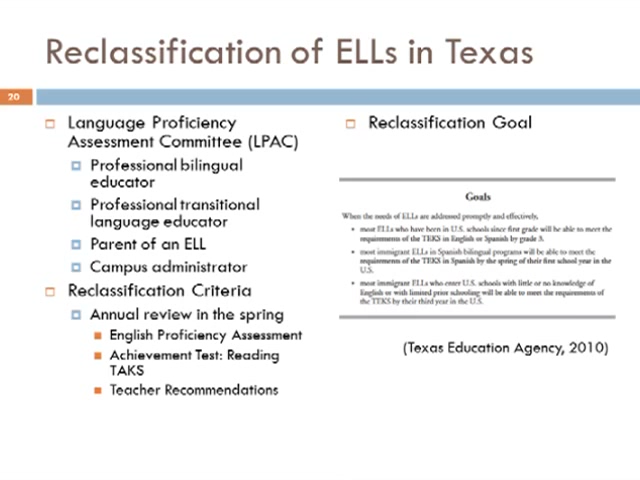 Reclassification of ELLs in Texas
20
Language Proficiency
Assessment Committee (LPAC)
Professional bilingual
educator
Professional transitional
language educator
Parent of an ELL
Campus administrator
Reclassification Criteria
Annual review in the spring
English Proficiency Assessment
Achievement Test: Reading
TAKS
Teacher Recommendations
Reclassification Goal
Goals
When the needs of ELLs are addressed promptly and effectively,
• most ELLs who have been in U.S. schools since first grade will be able to meet the
requirements of the TEKS in English or Spanish by grade 3.
• most immigrant ELLs in Spanish bilingual programs will be able to meet the
requirements of the TEKS in Spanish by the spring of their first school year in the
U.S.
• most immigrant ELLs who enter U.S. schools with little or no knowledge of
English or with limited prior schooling will be able to meet the requirements of
the TEKS by their third year in the U.S.
(Texas Education Agency, 2010)